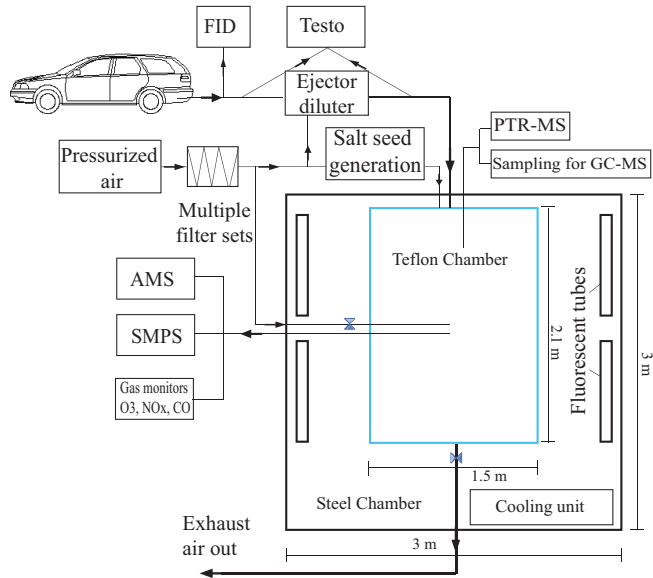 FID
Testo
Ejector
diluter
Pressurized
air
Salt seed
generation
PTR-MS
Sampling for GC-MS
Multiple
filter sets
Teflon Chamber
AMS
SMPS
Gas monitors
O3, NOx, CO
Fluorescent tubes
2.1 m
3 m
1.5 m
Steel Chamber
Cooling unit
Exhaust
air out
3 m